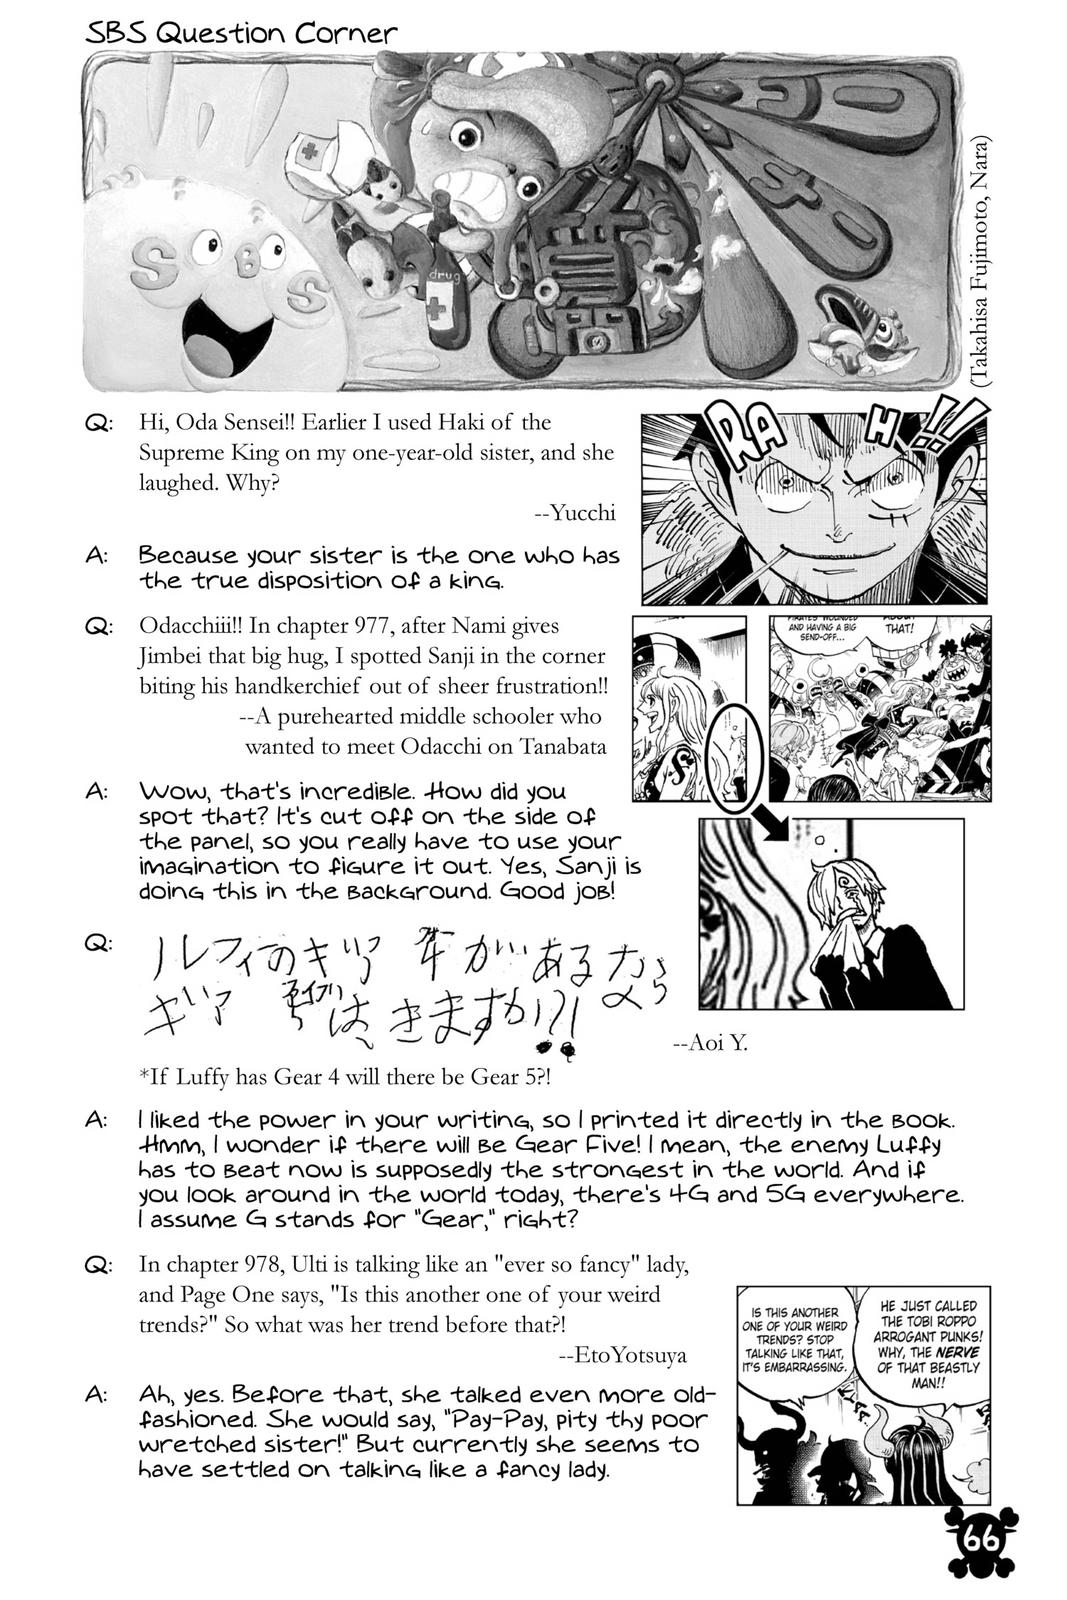 SBS Question Corner
drug
(Takahisa Fujimoto, Nara)
Q: Hi, Oda Sensei!! Earlier I used Haki of the
Supreme King on my one-year-old sister, and she
laughed. Why?
--Yucchi
RA H!!
A: Because your sister is the one who has
the true disposition of a king.
Q: Odacchiii!! In chapter 977, after Nami gives
Jimbei that big hug, I spotted Sanji in the corner
biting his handkerchief out of sheer frustration!!
--A purehearted middle schooler who
wanted to meet Odacchi on Tanabata
PIRATES WOUNDED
AND HAVING A BIG
SEND-OFF...
ABOUT
THAT!
A: Wow, that's incredible. How did you
spot that? It's cut off on the side of
the panel, so you really have to use your
imagination to figure it out. Yes, Sanji is
doing this in the background. Good job!
Q: ルフィのギア 4が、あるなら
ギア 5は、きますか!?!
--Aoi Y.
*If Luffy has Gear 4 will there be Gear 5?!
A: I liked the power in your writing, so I printed it directly in the book.
Hmm, I wonder if there will be Gear Five! I mean, the enemy Luffy
has to beat now is supposedly the strongest in the world. And if
you look around in the world today, there's 4G and 5G everywhere.
I assume G stands for "Gear," right?
Q: In chapter 978, Ulti is talking like an "ever so fancy" lady,
and Page One says, "Is this another one of your weird
trends?" So what was her trend before that?!
--EtoYotsuya
IS THIS ANOTHER
ONE OF YOUR WEIRD
TRENDS? STOP
TALKING LIKE THAT,
IT'S EMBARRASSING.
HE JUST CALLED
THE TOBI ROPPO
ARROGANT PUNKS!
WHY, THE NERVE
OF THAT BEASTLY
MAN!!
A: Ah, yes. Before that, she talked even more old-
fashioned. She would say, "Pay-Pay, pity thy poor
wretched sister!" But currently she seems to
have settled on talking like a fancy lady.
66